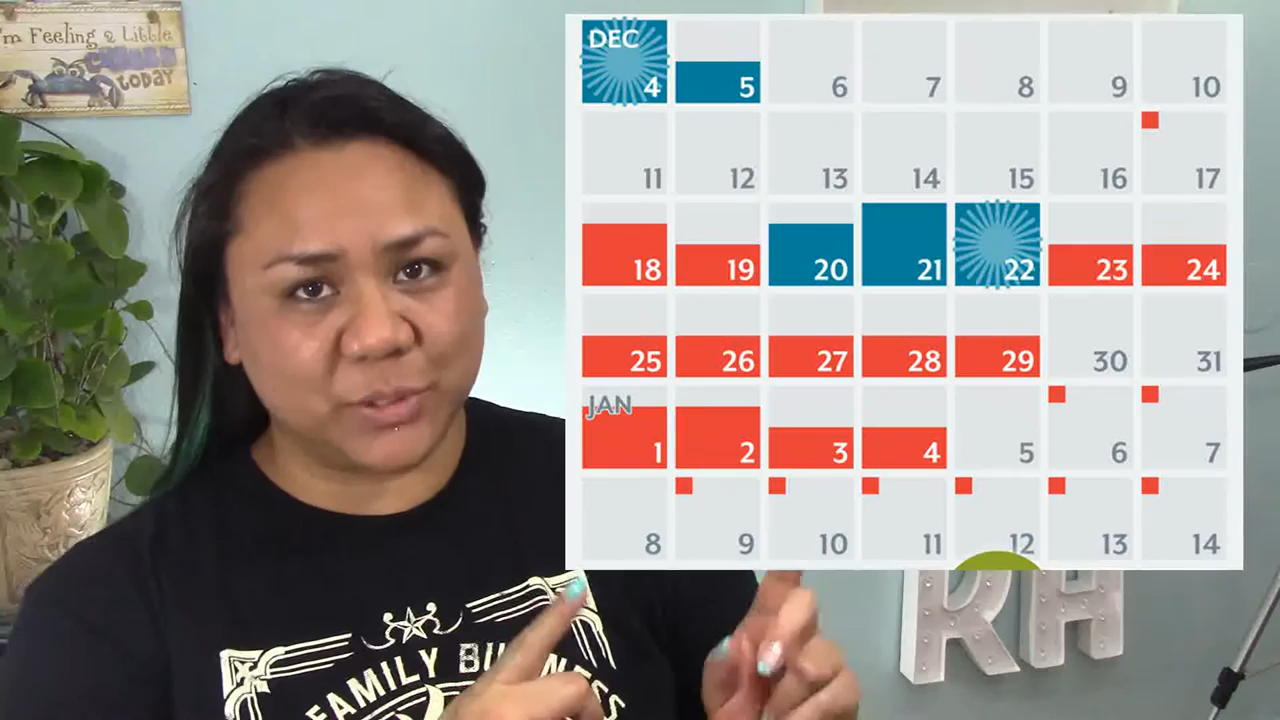 I'm Feeling a Little
today
DEC
4 5 6 7 8 9 10
11 12 13 14 15 16 17
18 19 20 21 22 23 24
25 26 27 28 29 30 31
JAN
1 2 3 4 5 6 7
8 9 10 11 12 13 14
FAMILY BUSINESS
RH